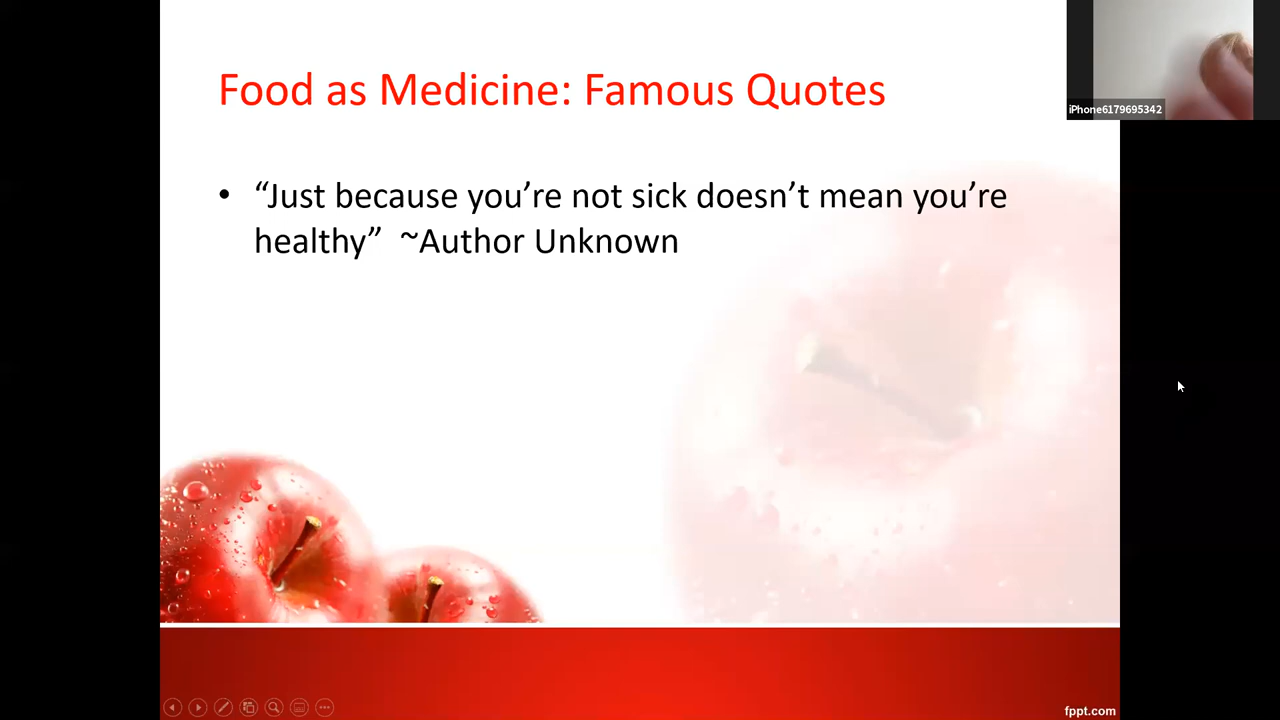 Food as Medicine: Famous Quotes
iPhone6179695342
• “Just because you’re not sick doesn’t mean you’re
healthy”  ~Author Unknown
fppt.com